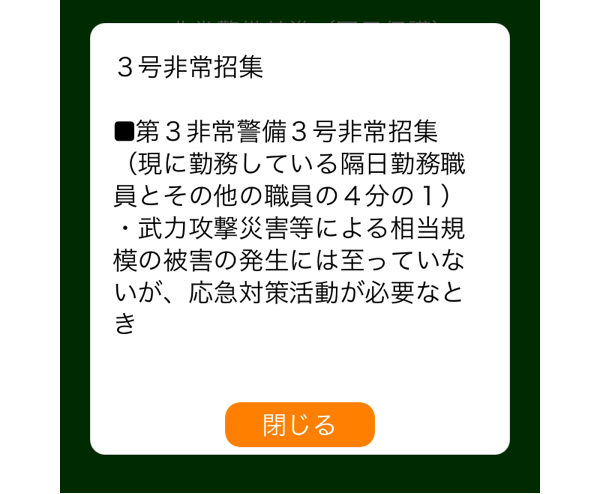 ３号非常招集
■第３非常警備３号非常招集
（現に勤務している隔日勤務職
員とその他の職員の４分の１）
・武力攻撃災害等による相当規
模の被害の発生には至っていな
いが、応急対策活動が必要なと
き
閉じる